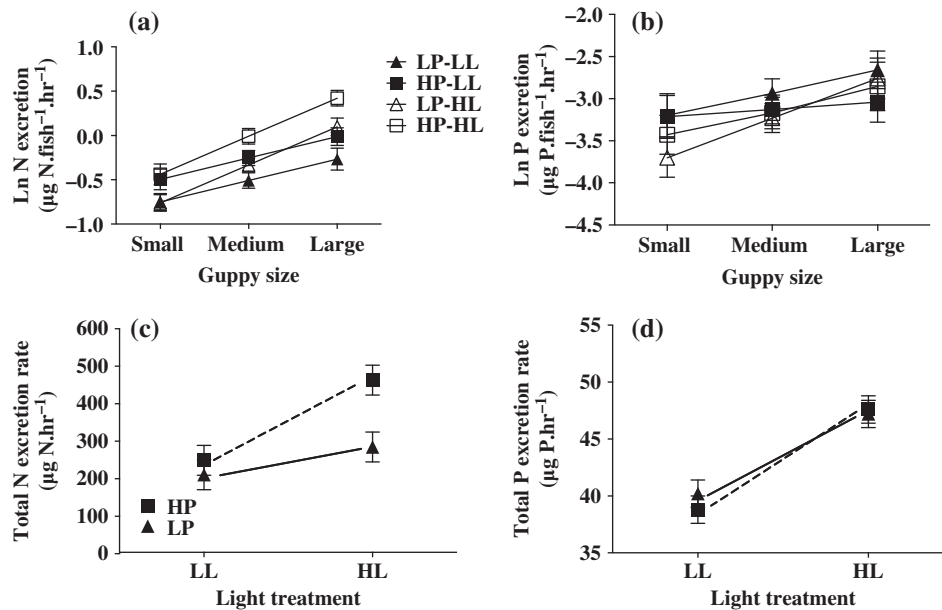 (a)
1.0
0.5
0.0
−0.5
−1.0
Ln N excretion
(μg N.fish⁻¹.hr⁻¹)
Small Medium Large
Guppy size
LP-LL
HP-LL
LP-HL
HP-HL
(b)
−2.0
−2.5
−3.0
−3.5
−4.0
−4.5
Ln P excretion
(μg P.fish⁻¹.hr⁻¹)
Small Medium Large
Guppy size
(c)
600
500
400
300
200
100
0
Total N excretion rate
(μg N.hr⁻¹)
HP
LP
LL HL
Light treatment
(d)
55
50
45
40
35
Total P excretion rate
(μg P.hr⁻¹)
LL HL
Light treatment